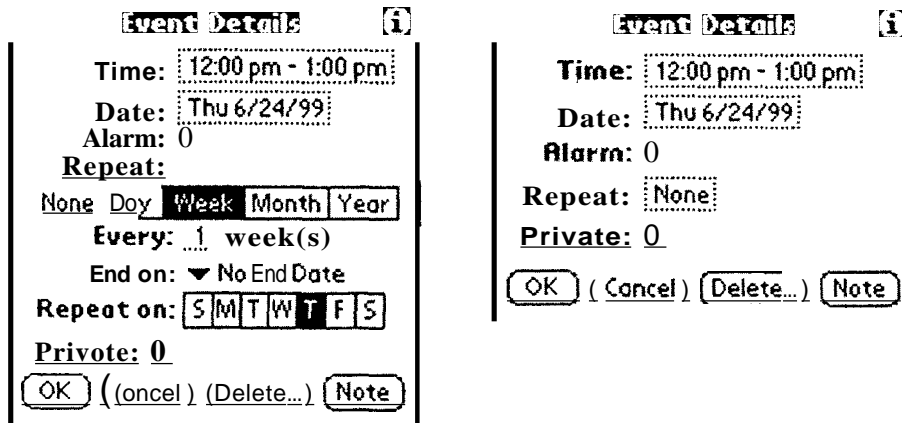 Event Details i
Time: 12:00 pm - 1:00 pm
Date: Thu 6/24/99
Alarm: 0
Repeat:
None Doy Week Month Year
Every: 1 week(s)
End on: No End Date
Repeat on: S M T W T F S
Privote: 0
OK ( (oncel ) (Delete...) Note
Event Details i
Time: 12:00 pm - 1:00 pm
Date: Thu 6/24/99
Alarm: 0
Repeat: None
Private: 0
OK ( Cancel ) (Delete...) Note